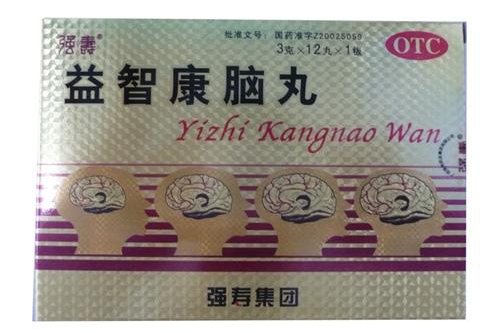 强壽
批准文号：国药准字Z20025059
3克×12丸×1板
OTC
益智康脑丸
Yizhi Kangnao Wan
强寿集团